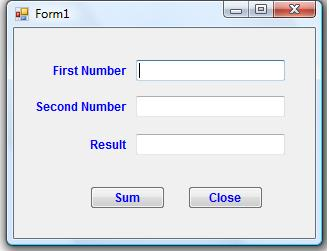 Form1
First Number
Second Number
Result
Sum Close